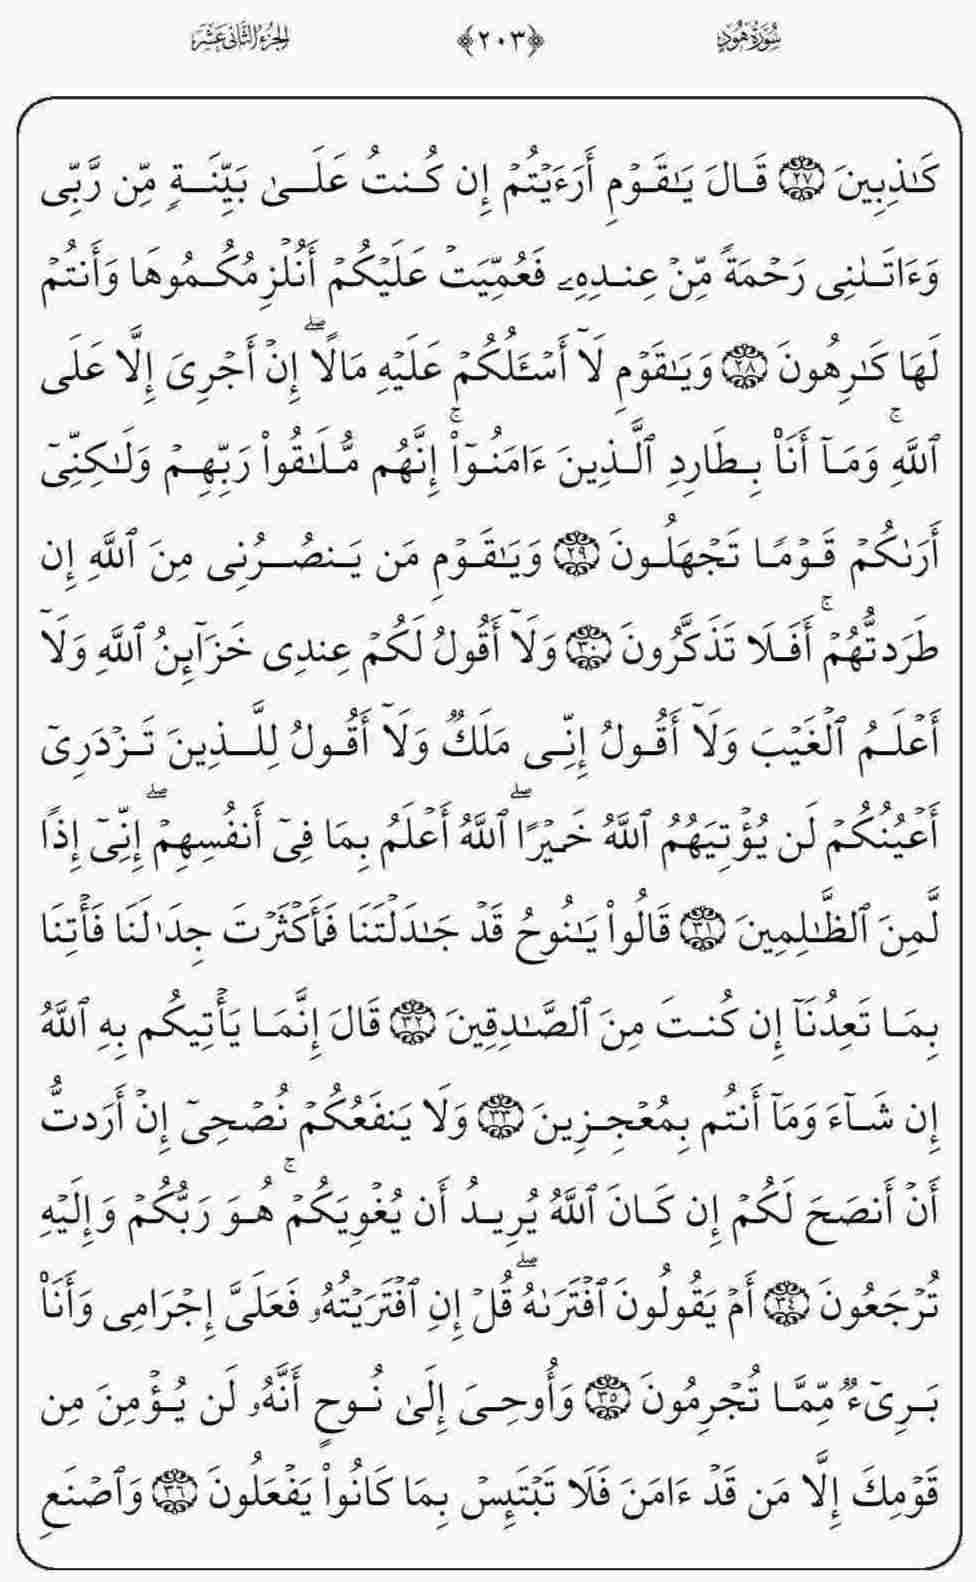 سُورَةُ هُودٍ ﴿٢٠٣﴾ الجُزْءُ الثَّانِي عَشَر
كَـٰذِبِينَ ٢٧ قَالَ يَـٰقَوۡمِ أَرَءَيۡتُمۡ إِن كُنتُ عَلَىٰ بَيِّنَةٖ مِّن رَّبِّي
وَءَاتَىٰنِي رَحۡمَةٗ مِّنۡ عِندِهِۦ فَعُمِّيَتۡ عَلَيۡكُمۡ أَنُلۡزِمُكُمُوهَا وَأَنتُمۡ
لَهَا كَـٰرِهُونَ ٢٨ وَيَـٰقَوۡمِ لَآ أَسۡـَٔلُكُمۡ عَلَيۡهِ مَالًاۖ إِنۡ أَجۡرِيَ إِلَّا عَلَى
ٱللَّهِۚ وَمَآ أَنَا۠ بِطَارِدِ ٱلَّذِينَ ءَامَنُوٓاْۚ إِنَّهُم مُّلَـٰقُواْ رَبِّهِمۡ وَلَـٰكِنِّيٓ
أَرَىٰكُمۡ قَوۡمٗا تَجۡهَلُونَ ٢٩ وَيَـٰقَوۡمِ مَن يَنصُرُنِي مِنَ ٱللَّهِ إِن
طَرَدتُّهُمۡۚ أَفَلَا تَذَكَّرُونَ ٣٠ وَلَآ أَقُولُ لَكُمۡ عِندِي خَزَآئِنُ ٱللَّهِ وَلَآ
أَعۡلَمُ ٱلۡغَيۡبَ وَلَآ أَقُولُ إِنِّي مَلَكٞ وَلَآ أَقُولُ لِلَّذِينَ تَزۡدَرِيٓ
أَعۡيُنُكُمۡ لَن يُؤۡتِيَهُمُ ٱللَّهُ خَيۡرًاۖ ٱللَّهُ أَعۡلَمُ بِمَا فِيٓ أَنفُسِهِمۡۖ إِنِّيٓ إِذٗا
لَّمِنَ ٱلظَّـٰلِمِينَ ٣١ قَالُواْ يَـٰنُوحُ قَدۡ جَـٰدَلۡتَنَا فَأَكۡثَرۡتَ جِدَٰلَنَا فَأۡتِنَا
بِمَا تَعِدُنَآ إِن كُنتَ مِنَ ٱلصَّـٰدِقِينَ ٣٢ قَالَ إِنَّمَا يَأۡتِيكُم بِهِ ٱللَّهُ
إِن شَآءَ وَمَآ أَنتُم بِمُعۡجِزِينَ ٣٣ وَلَا يَنفَعُكُمۡ نُصۡحِيٓ إِنۡ أَرَدتُّ
أَنۡ أَنصَحَ لَكُمۡ إِن كَانَ ٱللَّهُ يُرِيدُ أَن يُغۡوِيَكُمۡۚ هُوَ رَبُّكُمۡ وَإِلَيۡهِ
تُرۡجَعُونَ ٣٤ أَمۡ يَقُولُونَ ٱفۡتَرَىٰهُۖ قُلۡ إِنِ ٱفۡتَرَيۡتُهُۥ فَعَلَيَّ إِجۡرَامِي وَأَنَا۠
بَرِيٓءٞ مِّمَّا تُجۡرِمُونَ ٣٥ وَأُوحِيَ إِلَىٰ نُوحٍ أَنَّهُۥ لَن يُؤۡمِنَ مِن
قَوۡمِكَ إِلَّا مَن قَدۡ ءَامَنَ فَلَا تَبۡتَئِسۡ بِمَا كَانُواْ يَفۡعَلُونَ ٣٦ وَٱصۡنَعِ